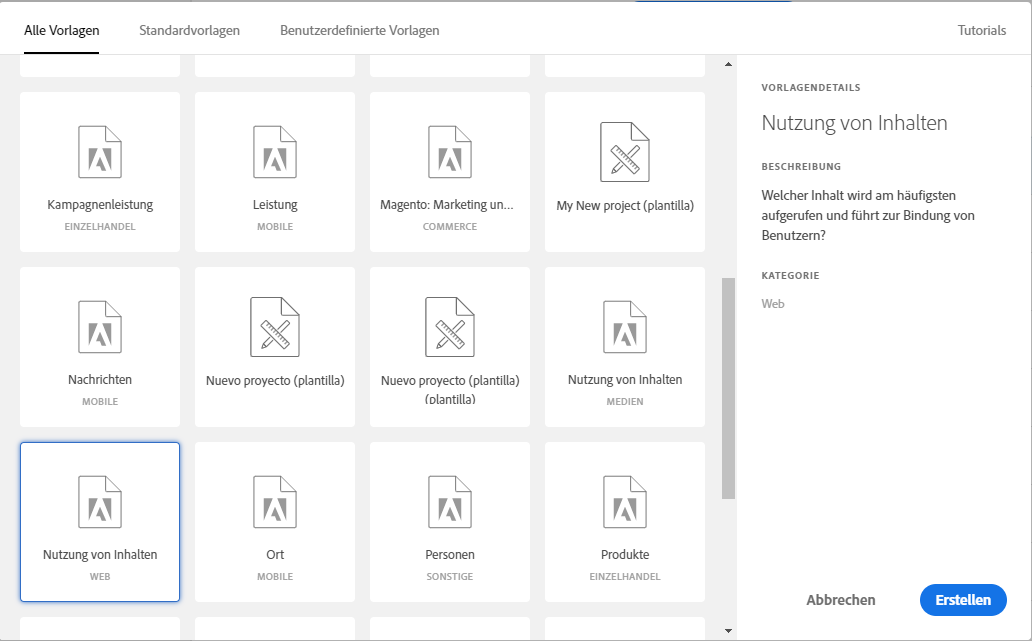 Alle Vorlagen
Standardvorlagen
Benutzerdefinierte Vorlagen
Tutorials
Kampagnenleistung
EINZELHANDEL
Leistung
MOBILE
Magento: Marketing un...
COMMERCE
My New project (plantilla)
Nachrichten
MOBILE
Nuevo proyecto (plantilla)
Nuevo proyecto (plantilla)
(plantilla)
Nutzung von Inhalten
MEDIEN
Nutzung von Inhalten
WEB
Ort
MOBILE
Personen
SONSTIGE
Produkte
EINZELHANDEL
VORLAGENDETAILS
Nutzung von Inhalten
BESCHREIBUNG
Welcher Inhalt wird am häufigsten
aufgerufen und führt zur Bindung von
Benutzern?
KATEGORIE
Web
Abbrechen
Erstellen